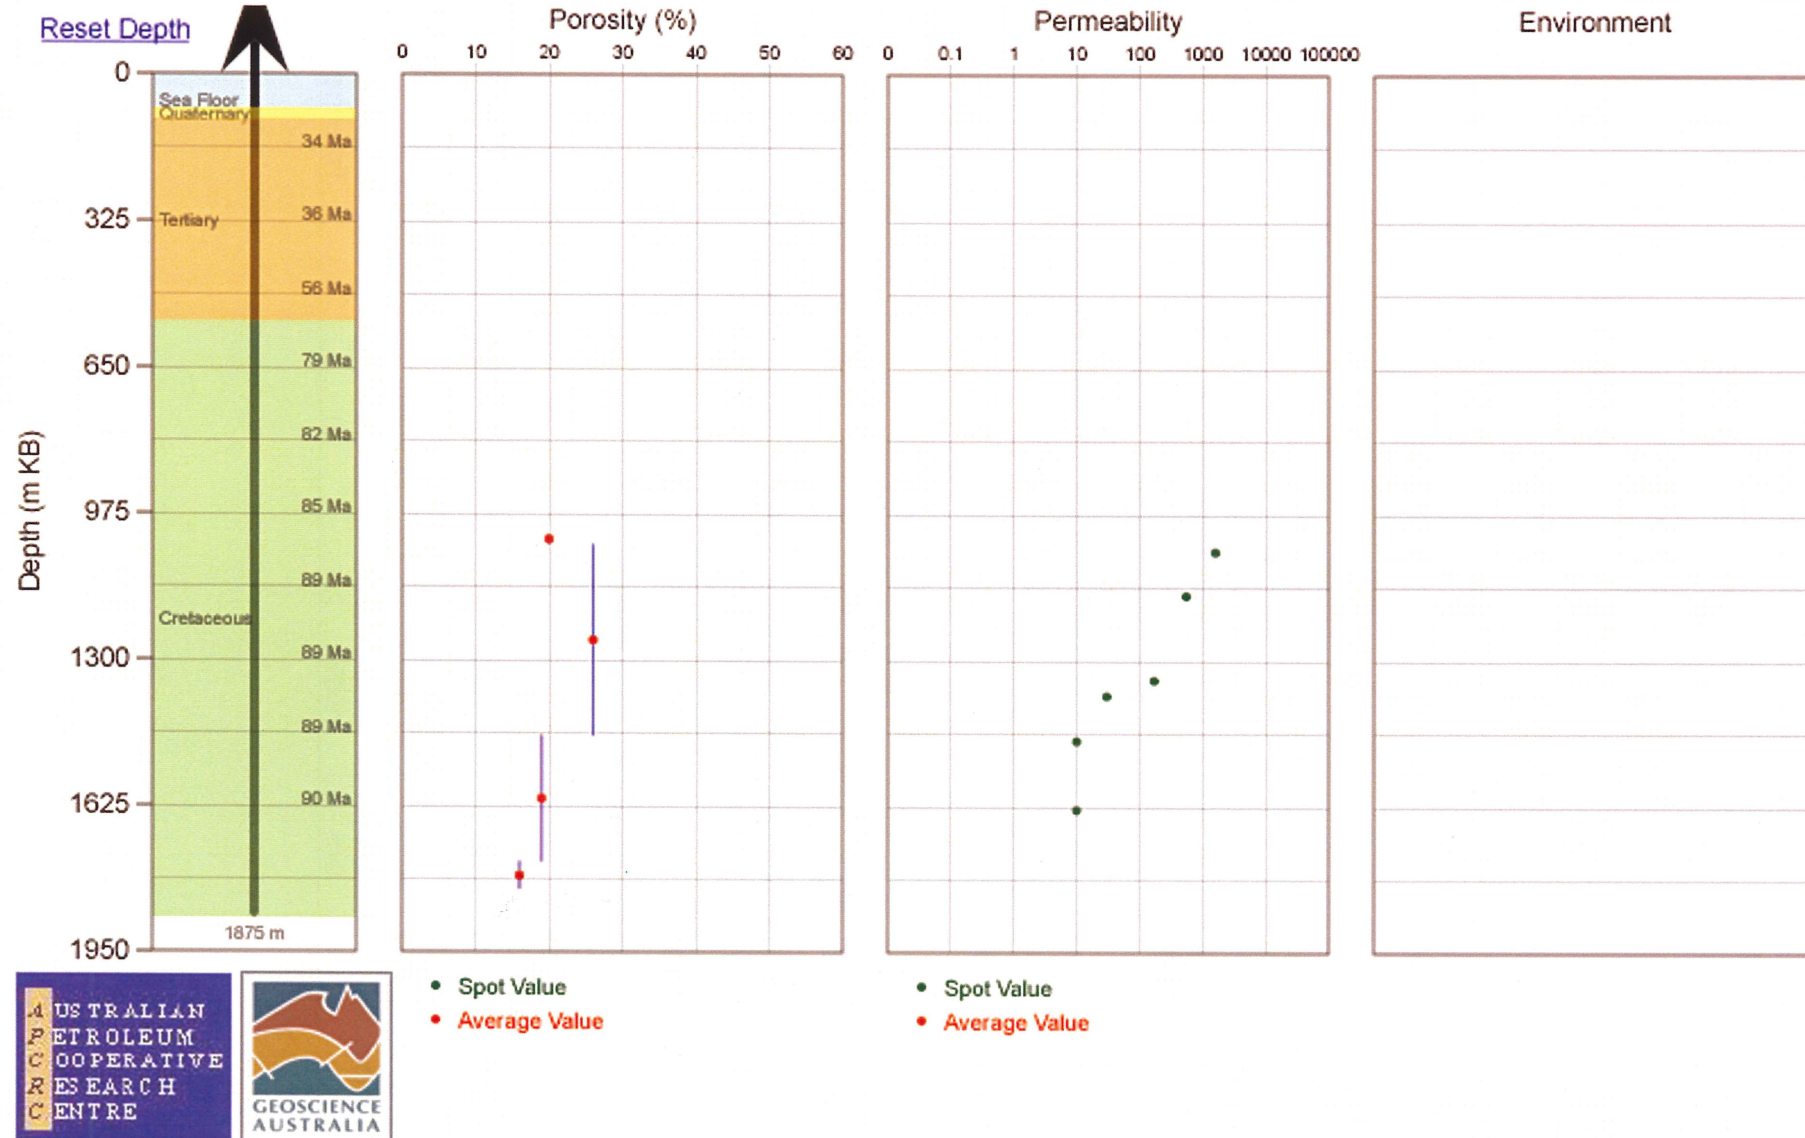 Reset Depth
Porosity (%)
Permeability
Environment
0 10 20 30 40 50 60
0 0.1 1 10 100 1000 10000 100000
0
Sea Floor
Quaternary
34 Ma
325
Tertiary
36 Ma
56 Ma
650
79 Ma
82 Ma
Depth (m KB)
975
85 Ma
89 Ma
Cretaceous
1300
89 Ma
89 Ma
1625
90 Ma
1875 m
1950
Spot Value
Average Value
Spot Value
Average Value
AUSTRALIAN
PETROLEUM
COOPERATIVE
RESEARCH
CENTRE
GEOSCIENCE
AUSTRALIA